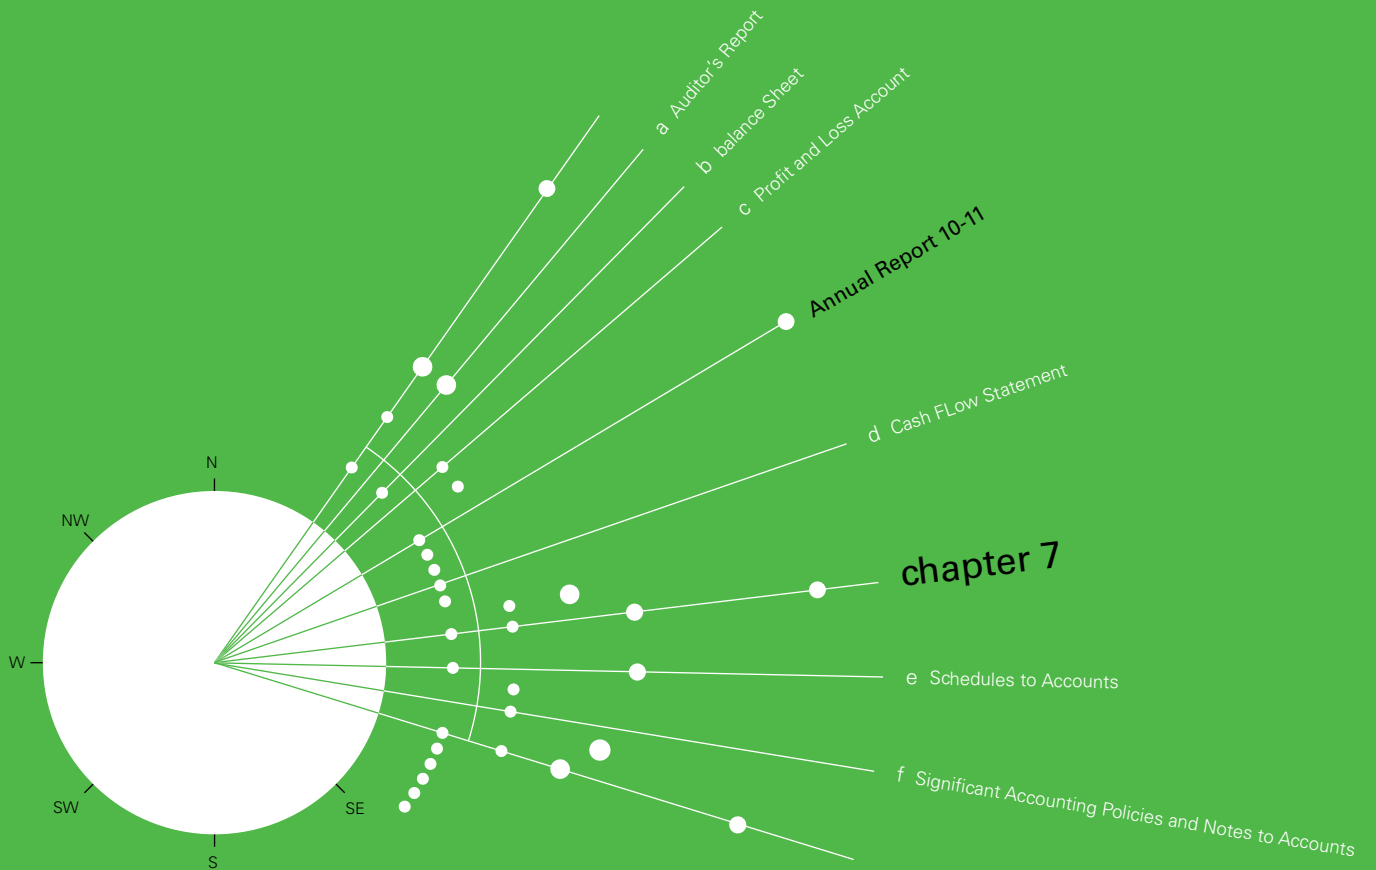 a Auditor's Report
b balance Sheet
c Profit and Loss Account
Annual Report 10-11
d Cash FLow Statement
chapter 7
e Schedules to Accounts
f Significant Accounting Policies and Notes to Accounts
N
NW
W
SW
SE
S